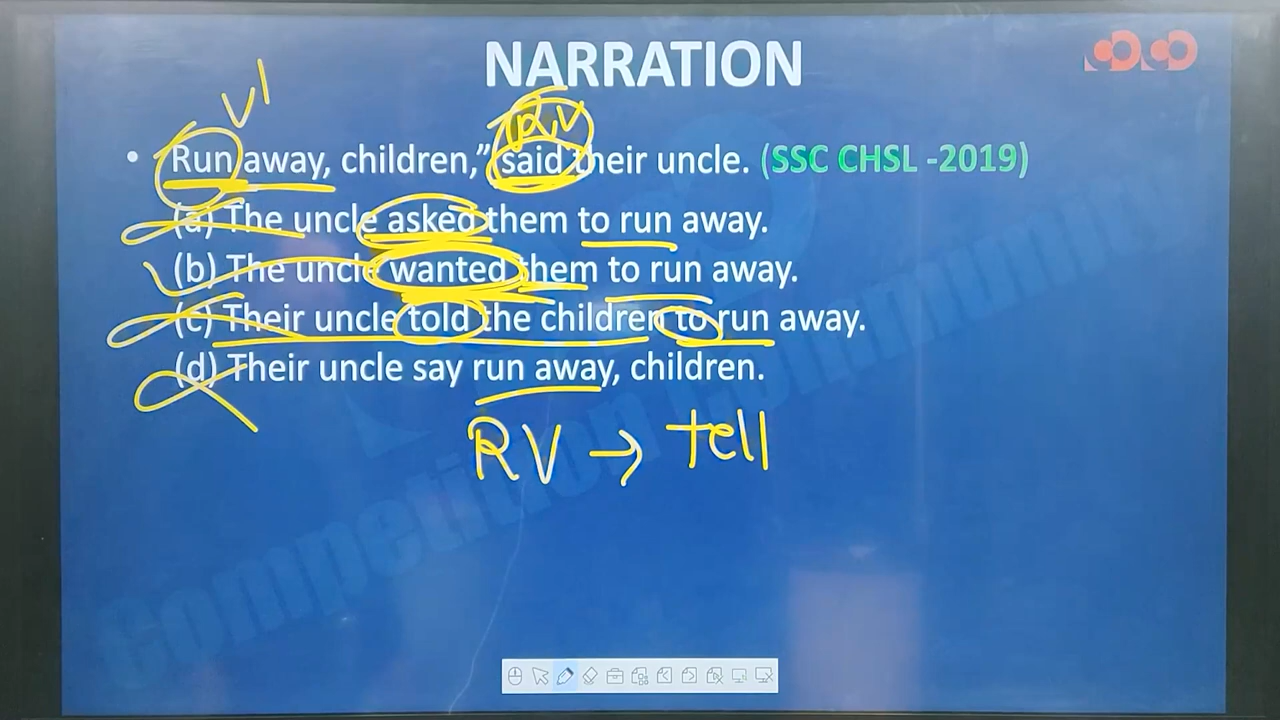 NARRATION
V1
R.V
• Run away, children,” said their uncle. (SSC CHSL -2019)
(a) The uncle asked them to run away.
(b) The uncle wanted them to run away.
(c) Their uncle told the children to run away.
(d) Their uncle say run away, children.
RV → tell
Competition Community